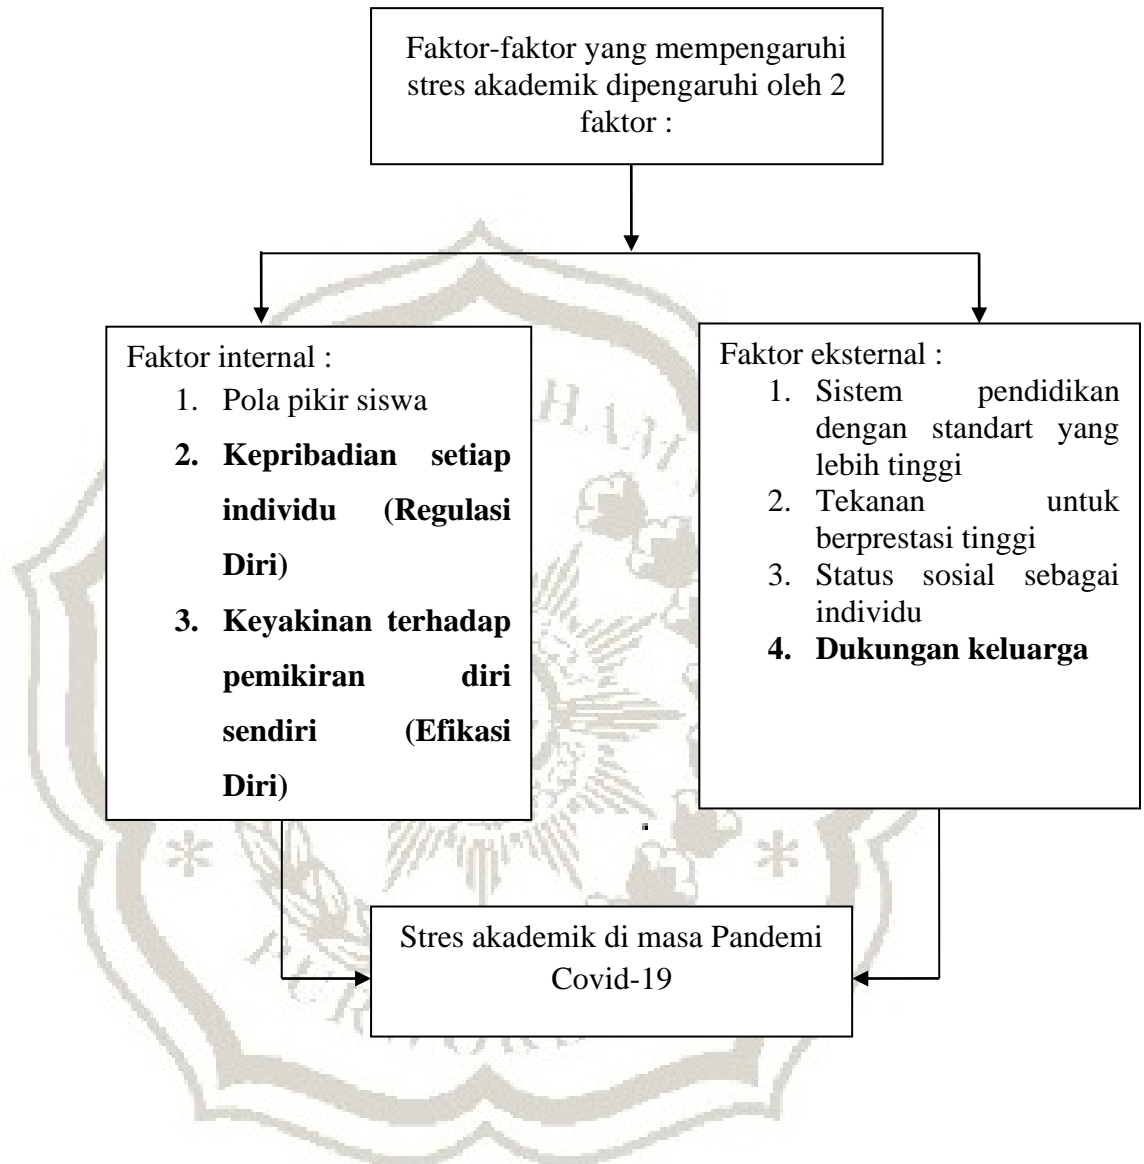 Faktor-faktor yang mempengaruhi
stres akademik dipengaruhi oleh 2
faktor :
Faktor internal :
1. Pola pikir siswa
2. Kepribadian setiap
individu (Regulasi
Diri)
3. Keyakinan terhadap
pemikiran diri
sendiri (Efikasi
Diri)
Faktor eksternal :
1. Sistem pendidikan
dengan standart yang
lebih tinggi
2. Tekanan untuk
berprestasi tinggi
3. Status sosial sebagai
individu
4. Dukungan keluarga
Stres akademik di masa Pandemi
Covid-19